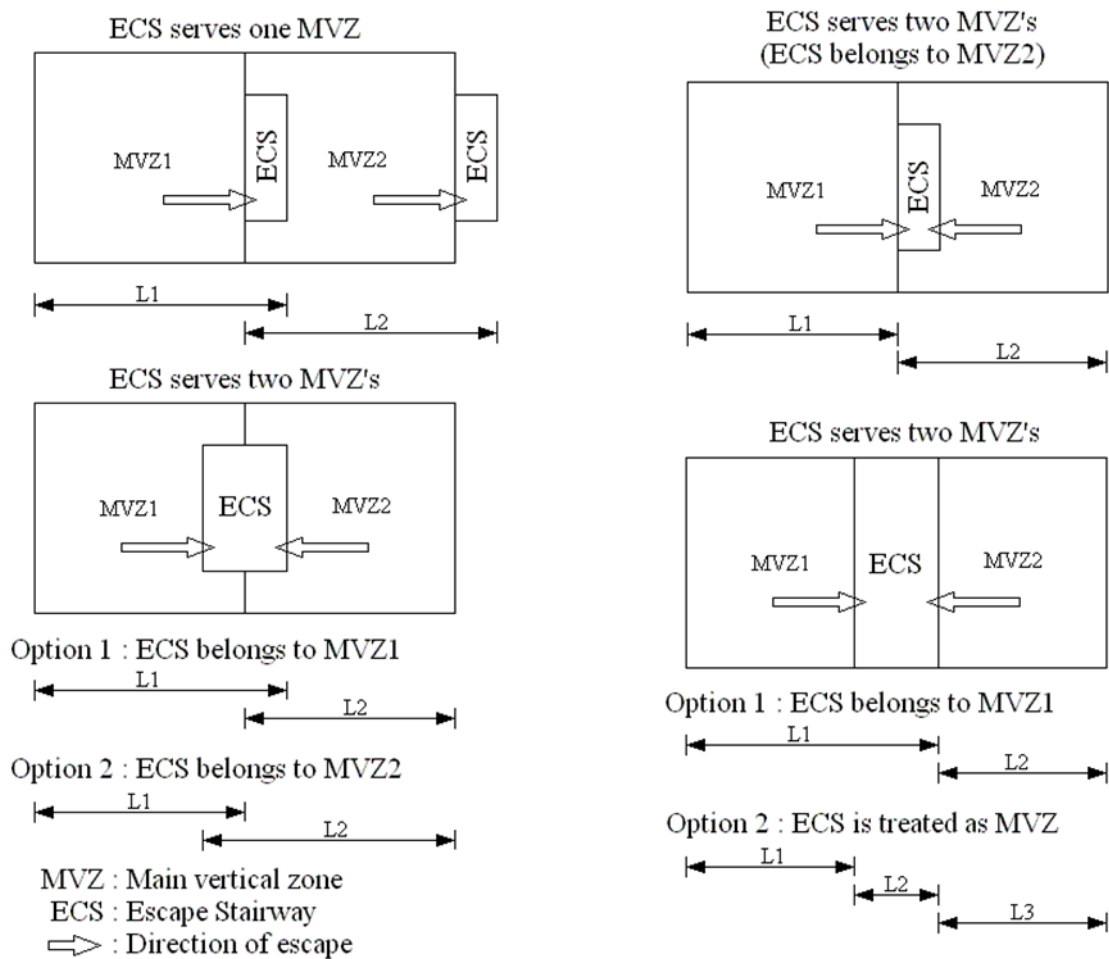 ECS serves one MVZ
MVZ1
ECS
MVZ2
ECS
L1
L2
ECS serves two MVZ's
(ECS belongs to MVZ2)
MVZ1
ECS
MVZ2
L1
L2
ECS serves two MVZ's
MVZ1
ECS
MVZ2
Option 1 : ECS belongs to MVZ1
L1
L2
Option 2 : ECS belongs to MVZ2
L1
L2
ECS serves two MVZ's
MVZ1
ECS
MVZ2
Option 1 : ECS belongs to MVZ1
L1
L2
Option 2 : ECS is treated as MVZ
L1
L2
L3
MVZ : Main vertical zone
ECS : Escape Stairway
: Direction of escape